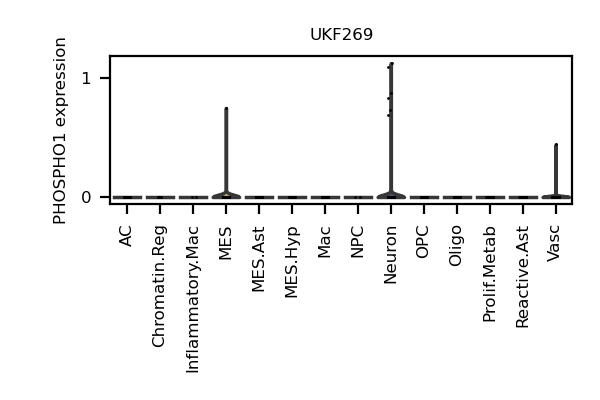 UKF269
PHOSPHO1 expression
1
0
AC
Chromatin.Reg
Inflammatory.Mac
MES
MES.Ast
MES.Hyp
Mac
NPC
Neuron
OPC
Oligo
Prolif.Metab
Reactive.Ast
Vasc